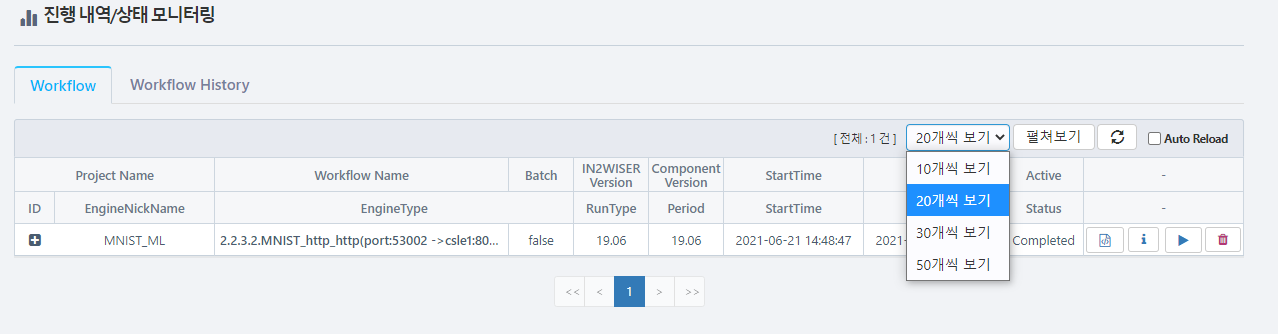 진행 내역/상태 모니터링
Workflow Workflow History
[ 전체 : 1 건 ] 20개씩 보기 펼쳐보기 Auto Reload
10개씩 보기
20개씩 보기
30개씩 보기
50개씩 보기
Project Name Workflow Name Batch IN2WISER Version Component Version StartTime Active -
ID EngineNickName EngineType RunType Period StartTime Status -
MNIST_ML 2.2.3.2.MNIST_http_http(port:53002 ->csle1:80... false 19.06 19.06 2021-06-21 14:48:47 2021- Completed
<< < 1 > >>